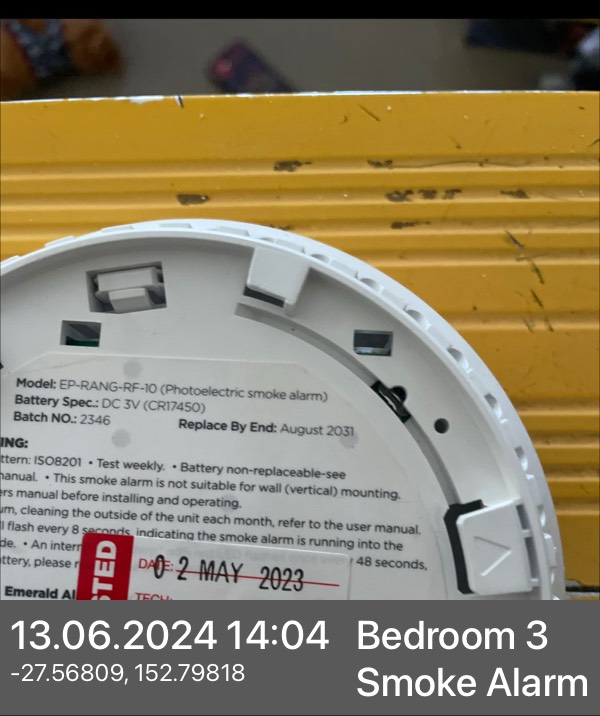 Model: EP-RANG-RF-10 (Photoelectric smoke alarm)
Battery Spec.: DC 3V (CR17450)
Batch NO.: 2346 Replace By End: August 2031
ING:
ttern: ISO8201 • Test weekly. • Battery non-replaceable-see
manual. • This smoke alarm is not suitable for wall (vertical) mounting.
ers manual before installing and operating.
um, cleaning the outside of the unit each month, refer to the user manual.
l flash every 8 seconds, indicating the smoke alarm is running into the
de. • An intern every 48 seconds,
ttery, please r
Emerald Al
STED
DATE: 02 MAY 2023
TECH:
13.06.2024 14:04
-27.56809, 152.79818
Bedroom 3
Smoke Alarm